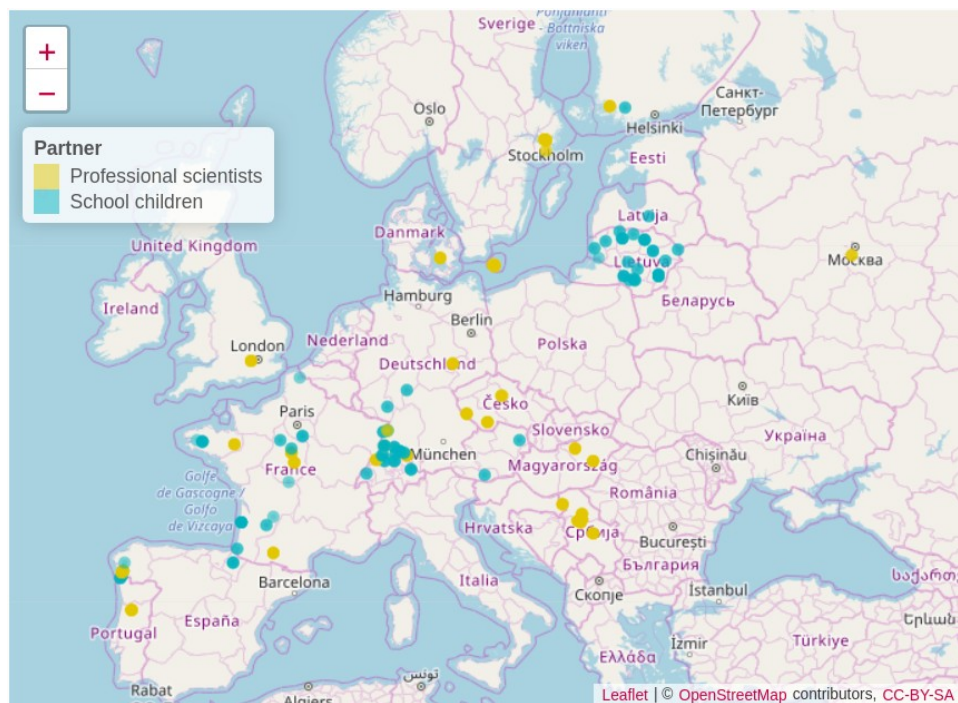 +
−
Partner
Professional scientists
School children
Sverige
Pohjanlahti
- Bottniska
viken
Санкт-
Петербург
Oslo
Helsinki
Stockholm
Eesti
Latvija
Danmark
United Kingdom
Lietuva
Москва
Hamburg
Беларусь
Ireland
Berlin
Nederland
London
Polska
Deutschland
Київ
Česko
Paris
Slovensko
Україна
München
Chișinău
France
Magyarország
Golfe
de Gascogne /
Golfo
de Vizcaya
România
Hrvatska
Србија
București
България
Barcelona
Italia
Скопје
İstanbul
España
Portugal
İzmir
Türkiye
Ελλάδα
تونس
Rabat
Algiers
Leaflet | © OpenStreetMap contributors, CC-BY-SA